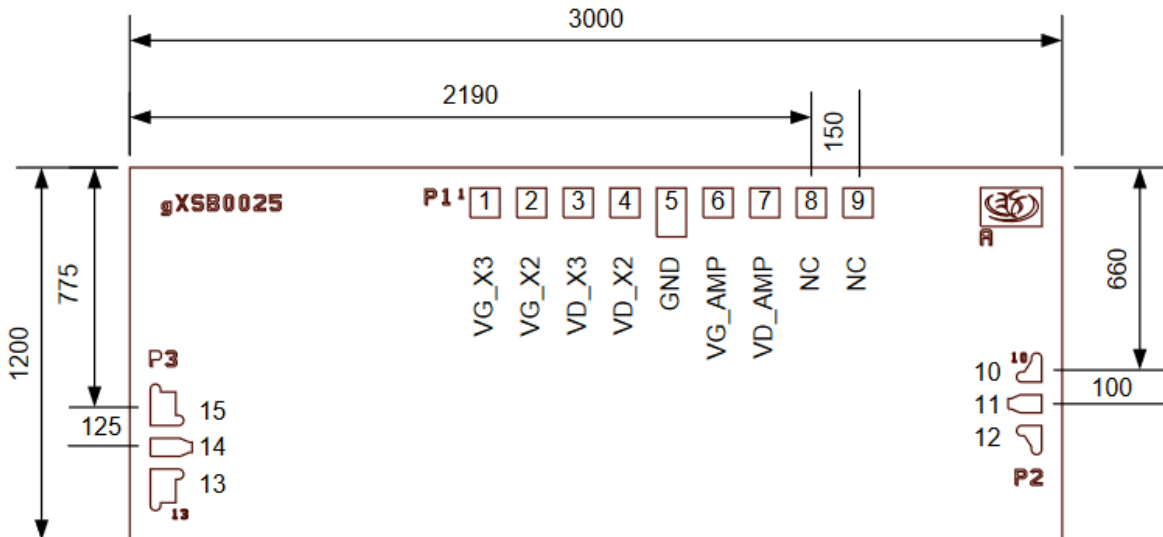 3000
2190
150
gXSB0025
P1 1 1 2 3 4 5 6 7 8 9
A
VG_X3
VG_X2
VD_X3
VD_X2
GND
VG_AMP
VD_AMP
NC
NC
775
1200
660
P3
15
125
14
13
13
10
10
100
11
12
P2